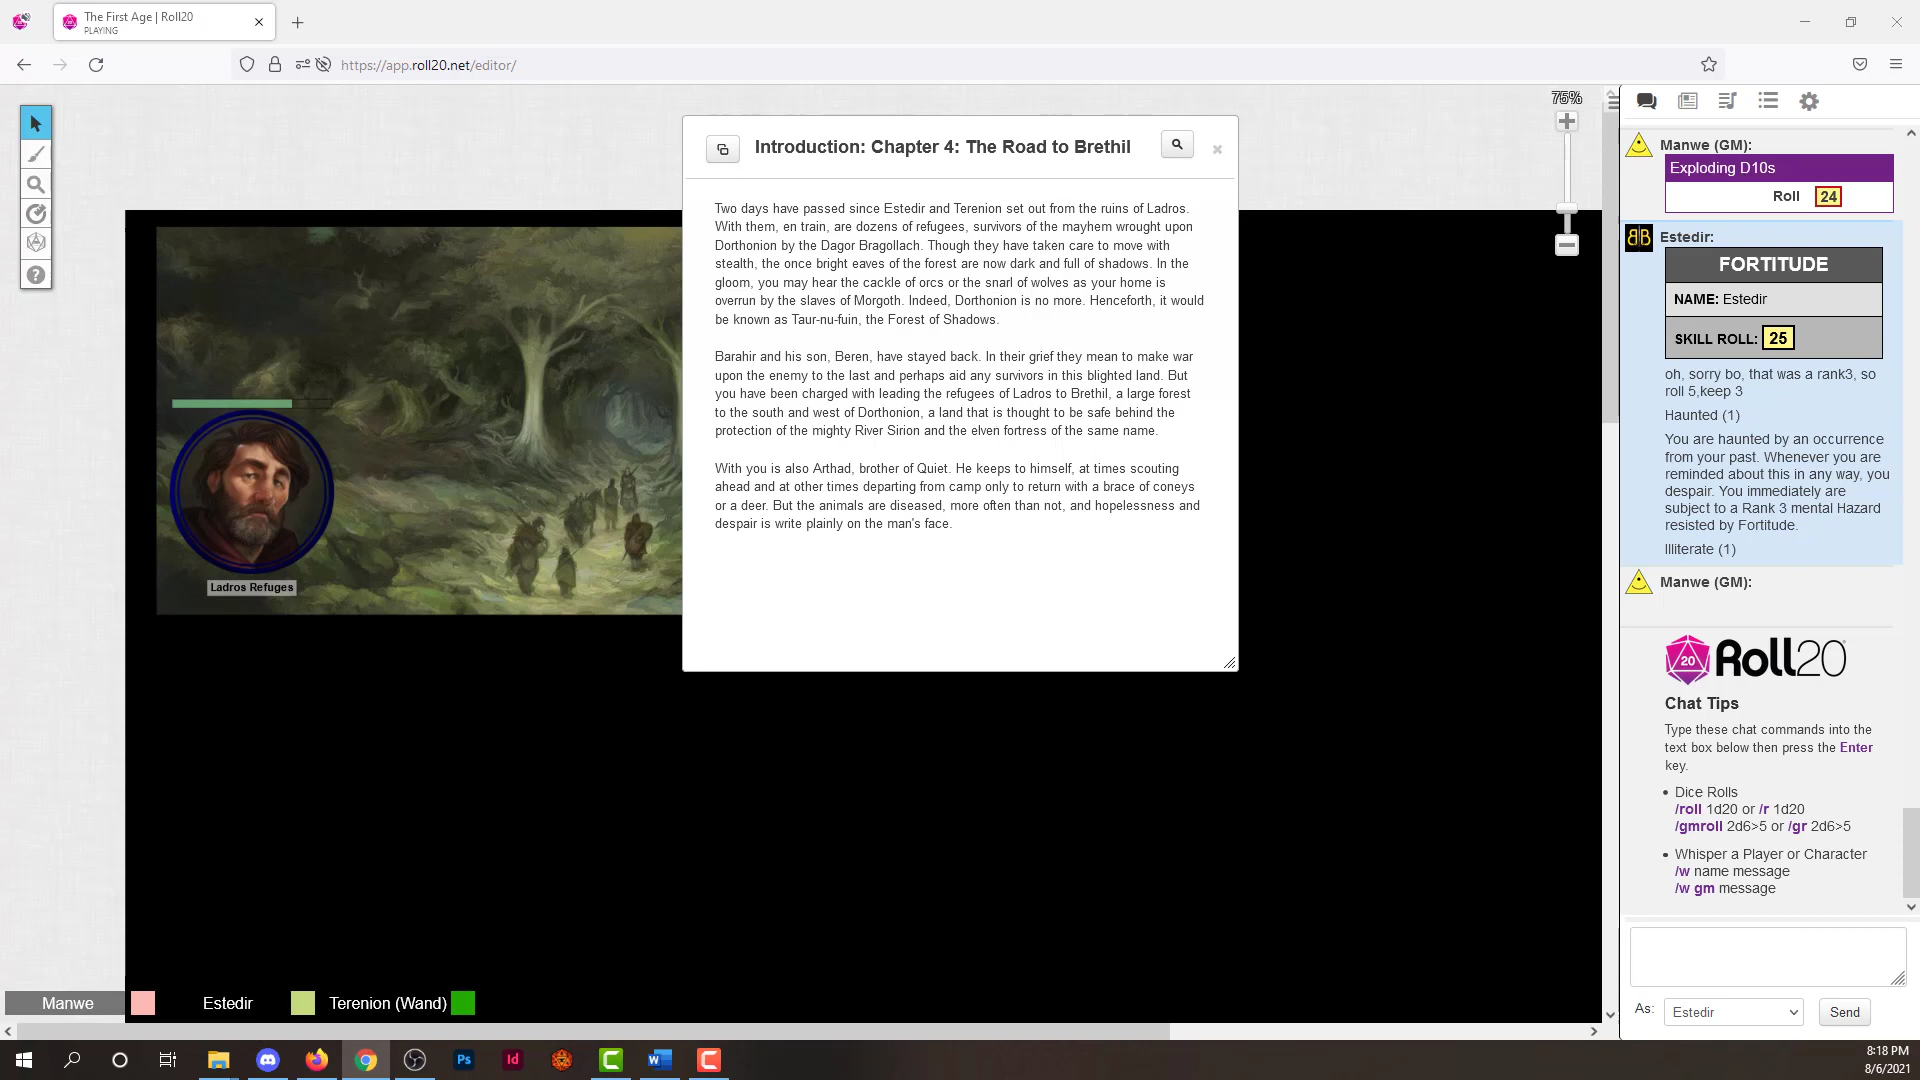 The First Age | Roll20
PLAYING
https://app.roll20.net/editor/
75%
Introduction: Chapter 4: The Road to Brethil
Two days have passed since Estedir and Terenion set out from the ruins of Ladros.
With them, en train, are dozens of refugees, survivors of the mayhem wrought upon
Dorthonion by the Dagor Bragollach. Though they have taken care to move with
stealth, the once bright eaves of the forest are now dark and full of shadows. In the
gloom, you may hear the cackle of orcs or the snarl of wolves as your home is
overrun by the slaves of Morgoth. Indeed, Dorthonion is no more. Henceforth, it would
be known as Taur-nu-fuin, the Forest of Shadows.
Barahir and his son, Beren, have stayed back. In their grief they mean to make war
upon the enemy to the last and perhaps aid any survivors in this blighted land. But
you have been charged with leading the refugees of Ladros to Brethil, a large forest
to the south and west of Dorthonion, a land that is thought to be safe behind the
protection of the mighty River Sirion and the elven fortress of the same name.
With you is also Arthad, brother of Quiet. He keeps to himself, at times scouting
ahead and at other times departing from camp only to return with a brace of coneys
or a deer. But the animals are diseased, more often than not, and hopelessness and
despair is write plainly on the man's face.
Ladros Refuges
Manwe
Estedir
Terenion (Wand)
Manwe (GM):
Exploding D10s
Roll 24
Estedir:
FORTITUDE
NAME: Estedir
SKILL ROLL: 25
oh, sorry bo, that was a rank3, so
roll 5,keep 3
Haunted (1)
You are haunted by an occurrence
from your past. Whenever you are
reminded about this in any way, you
despair. You immediately are
subject to a Rank 3 mental Hazard
resisted by Fortitude.
Illiterate (1)
Manwe (GM):
20
Roll20
Chat Tips
Type these chat commands into the
text box below then press the Enter
key.
• Dice Rolls
/roll 1d20 or /r 1d20
/gmroll 2d6>5 or /gr 2d6>5
• Whisper a Player or Character
/w name message
/w gm message
As: Estedir Send
Ps
Id
8:18 PM
8/6/2021